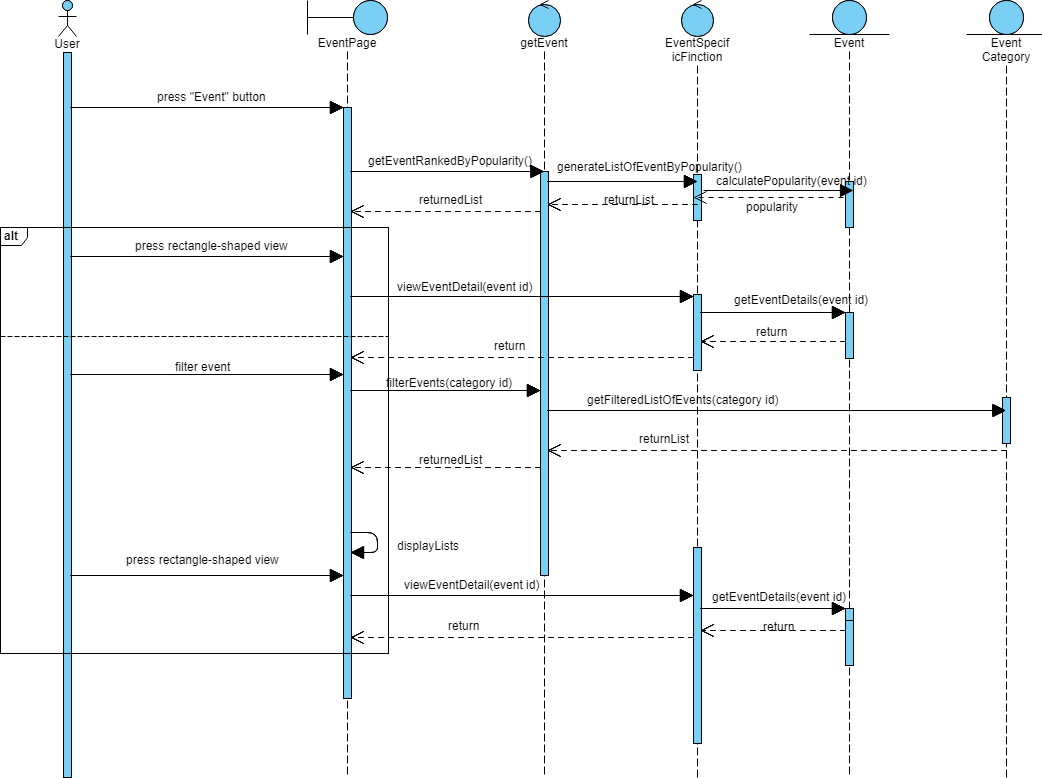 User
EventPage
getEvent
EventSpecif
icFinction
Event
Event
Category
press "Event" button
getEventRankedByPopularity()
generateListOfEventByPopularity()
calculatePopularity(event id)
returnedList
returnList
popularity
alt
press rectangle-shaped view
viewEventDetail(event id)
getEventDetails(event id)
return
return
filter event
filterEvents(category id)
getFilteredListOfEvents(category id)
returnList
returnedList
displayLists
press rectangle-shaped view
viewEventDetail(event id)
getEventDetails(event id)
return
return